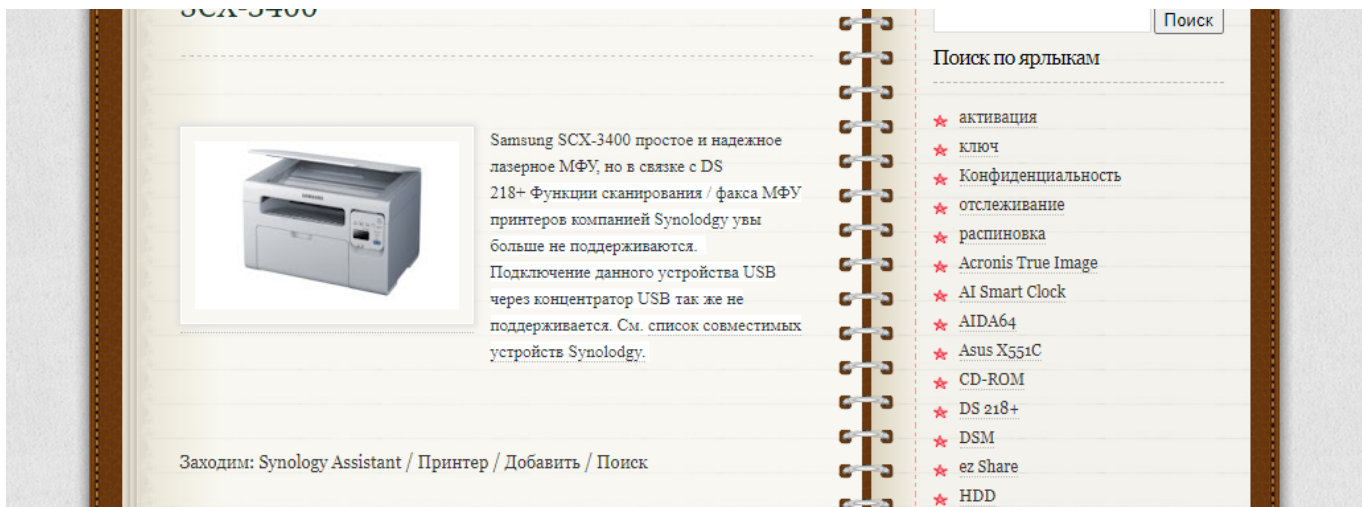 SCX-3400
Samsung SCX-3400 простое и надежное
лазерное МФУ, но в связке с DS
218+ Функции сканирования / факса МФУ
принтеров компанией Synolodgy увы
больше не поддерживаются.
Подключение данного устройства USB
через концентратор USB так же не
поддерживается. См. список совместимых
устройств Synolodgy.
Заходим: Synology Assistant / Принтер / Добавить / Поиск
Поиск
Поиск по ярлыкам
активация
ключ
Конфиденциальность
отслеживание
распиновка
Acronis True Image
AI Smart Clock
AIDA64
Asus X551C
CD-ROM
DS 218+
DSM
ez Share
HDD